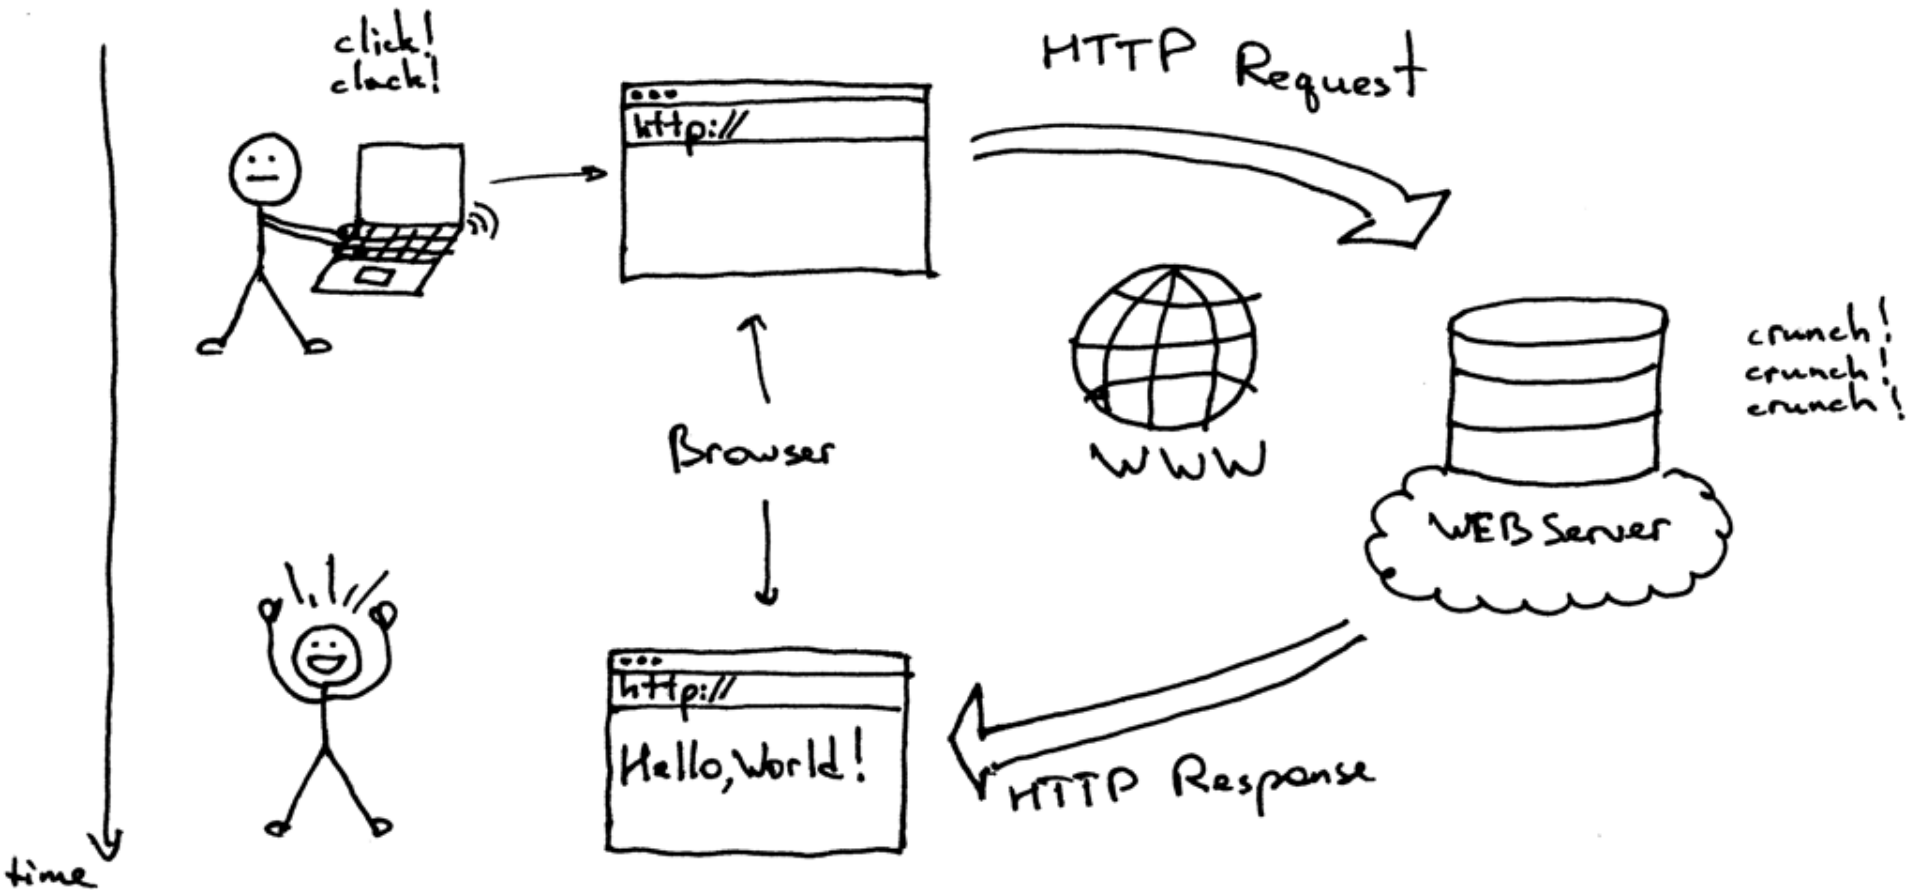 click!
clack!
HTTP Request
http://
crunch!
crunch!
crunch!
Browser
WWW
WEB Server
http://
Hello, World!
HTTP Response
time